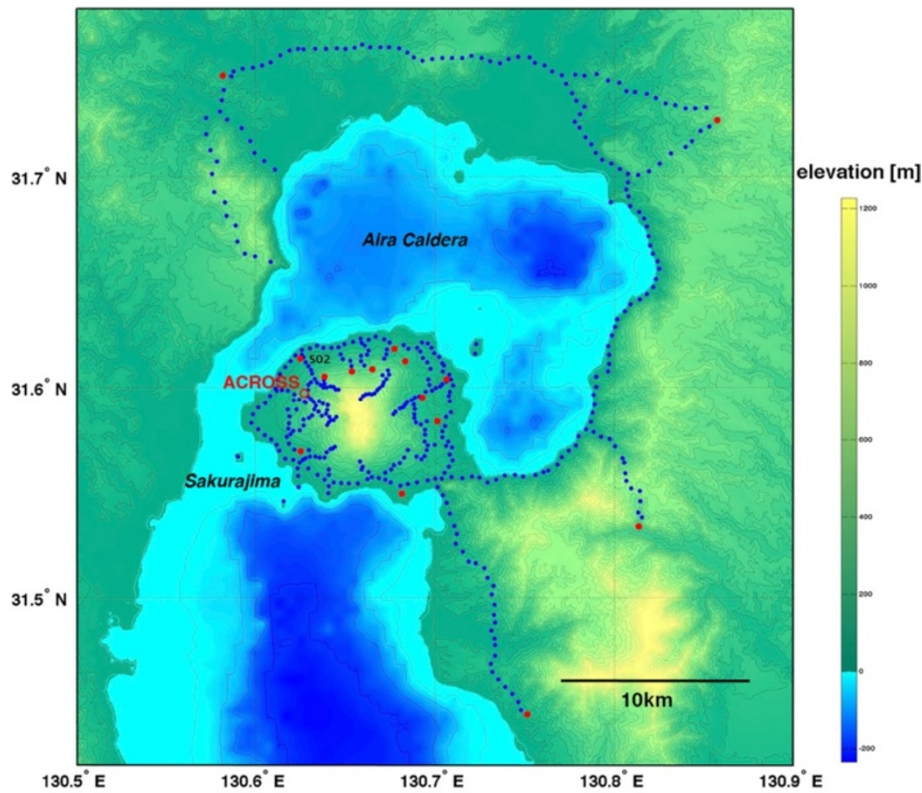 31.7° N
elevation [m]
1200
1000
800
600
400
200
0
-200
Aira Caldera
502
31.6° N
ACROSS
Sakurajima
31.5° N
10km
130.5° E
130.6° E
130.7° E
130.8° E
130.9° E